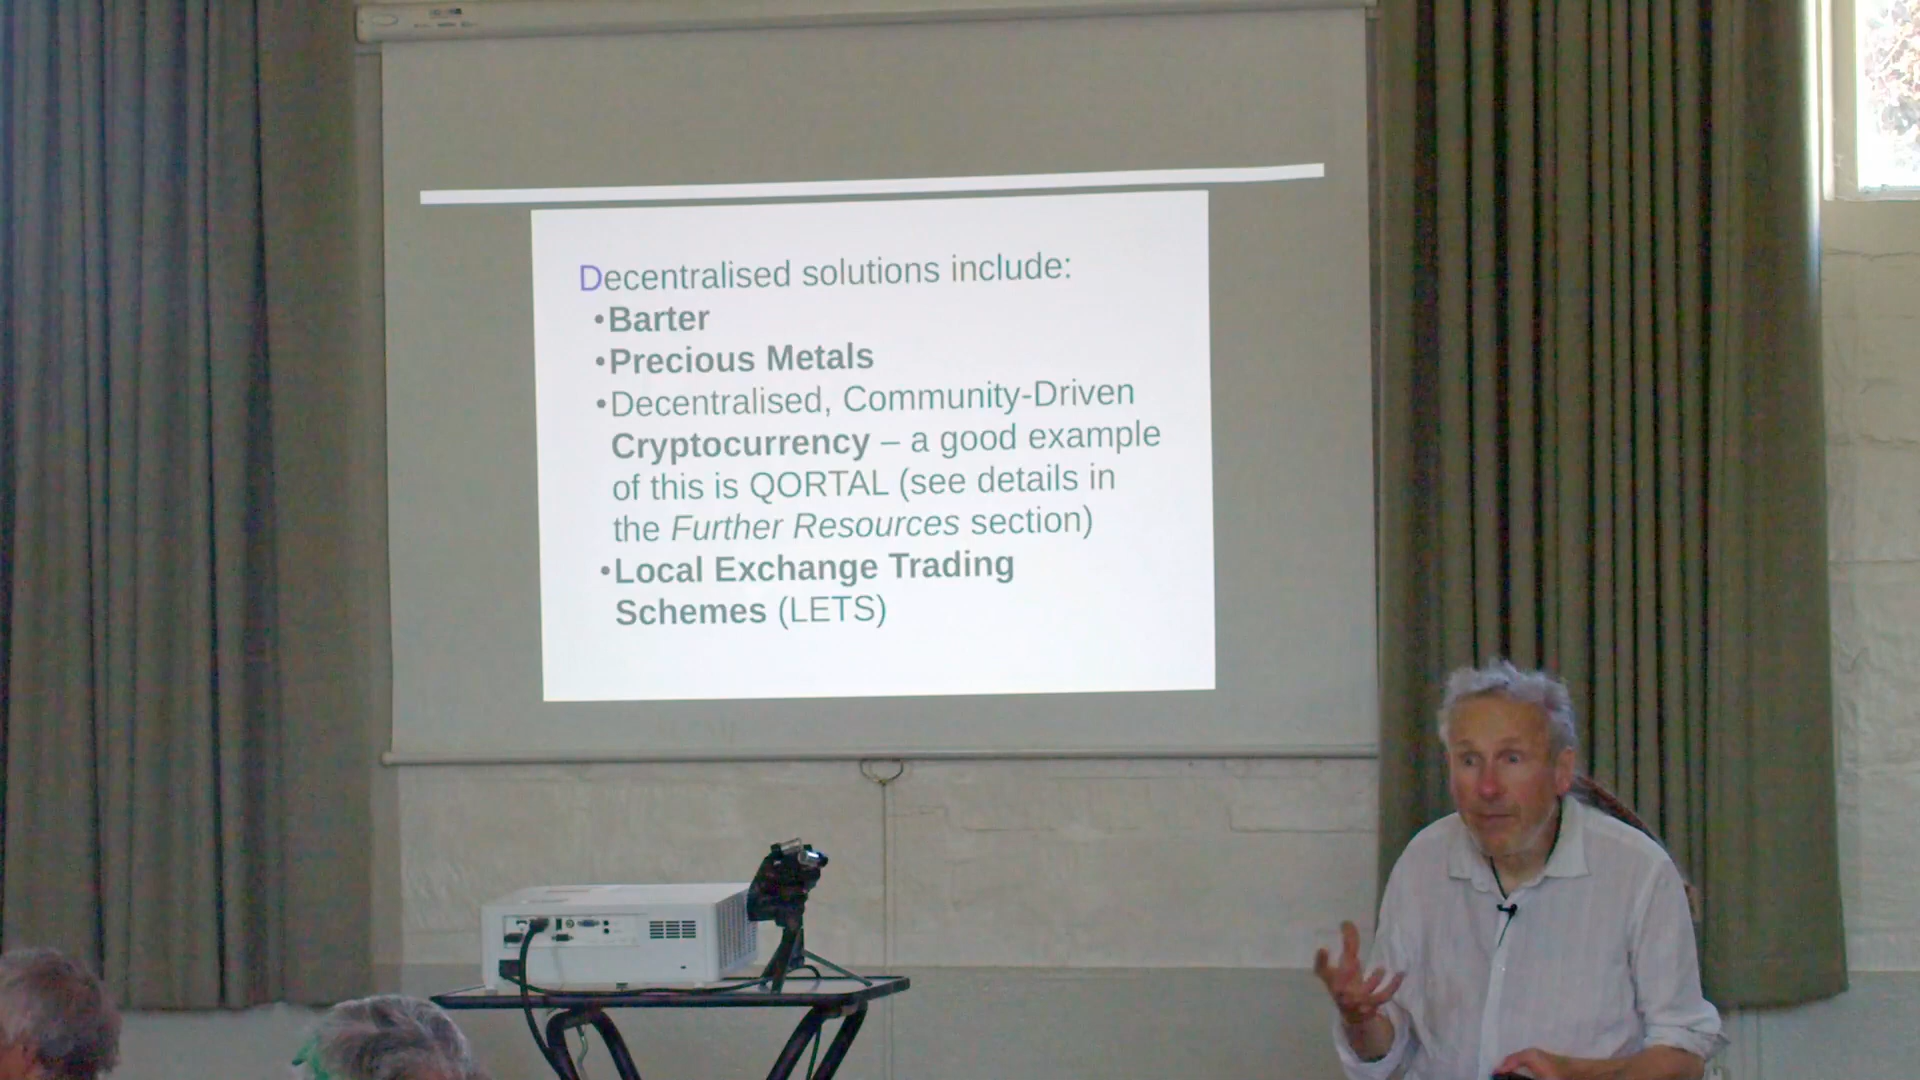 Decentralised solutions include:
•Barter
•Precious Metals
•Decentralised, Community-Driven
Cryptocurrency – a good example
of this is QORTAL (see details in
the Further Resources section)
•Local Exchange Trading
Schemes (LETS)